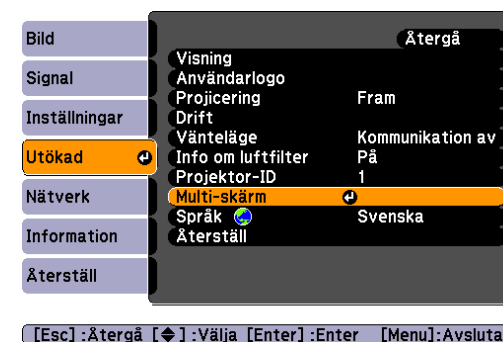 Bild
Signal
Inställningar
Utökad
Nätverk
Information
Återställ
Återgå
Visning
Användarlogo
Projicering Fram
Drift
Vänteläge Kommunikation av
Info om luftfilter På
Projektor-ID 1
Multi-skärm
Språk Svenska
Återställ
[Esc] :Återgå [◆] :Välja [Enter] :Enter [Menu]:Avsluta